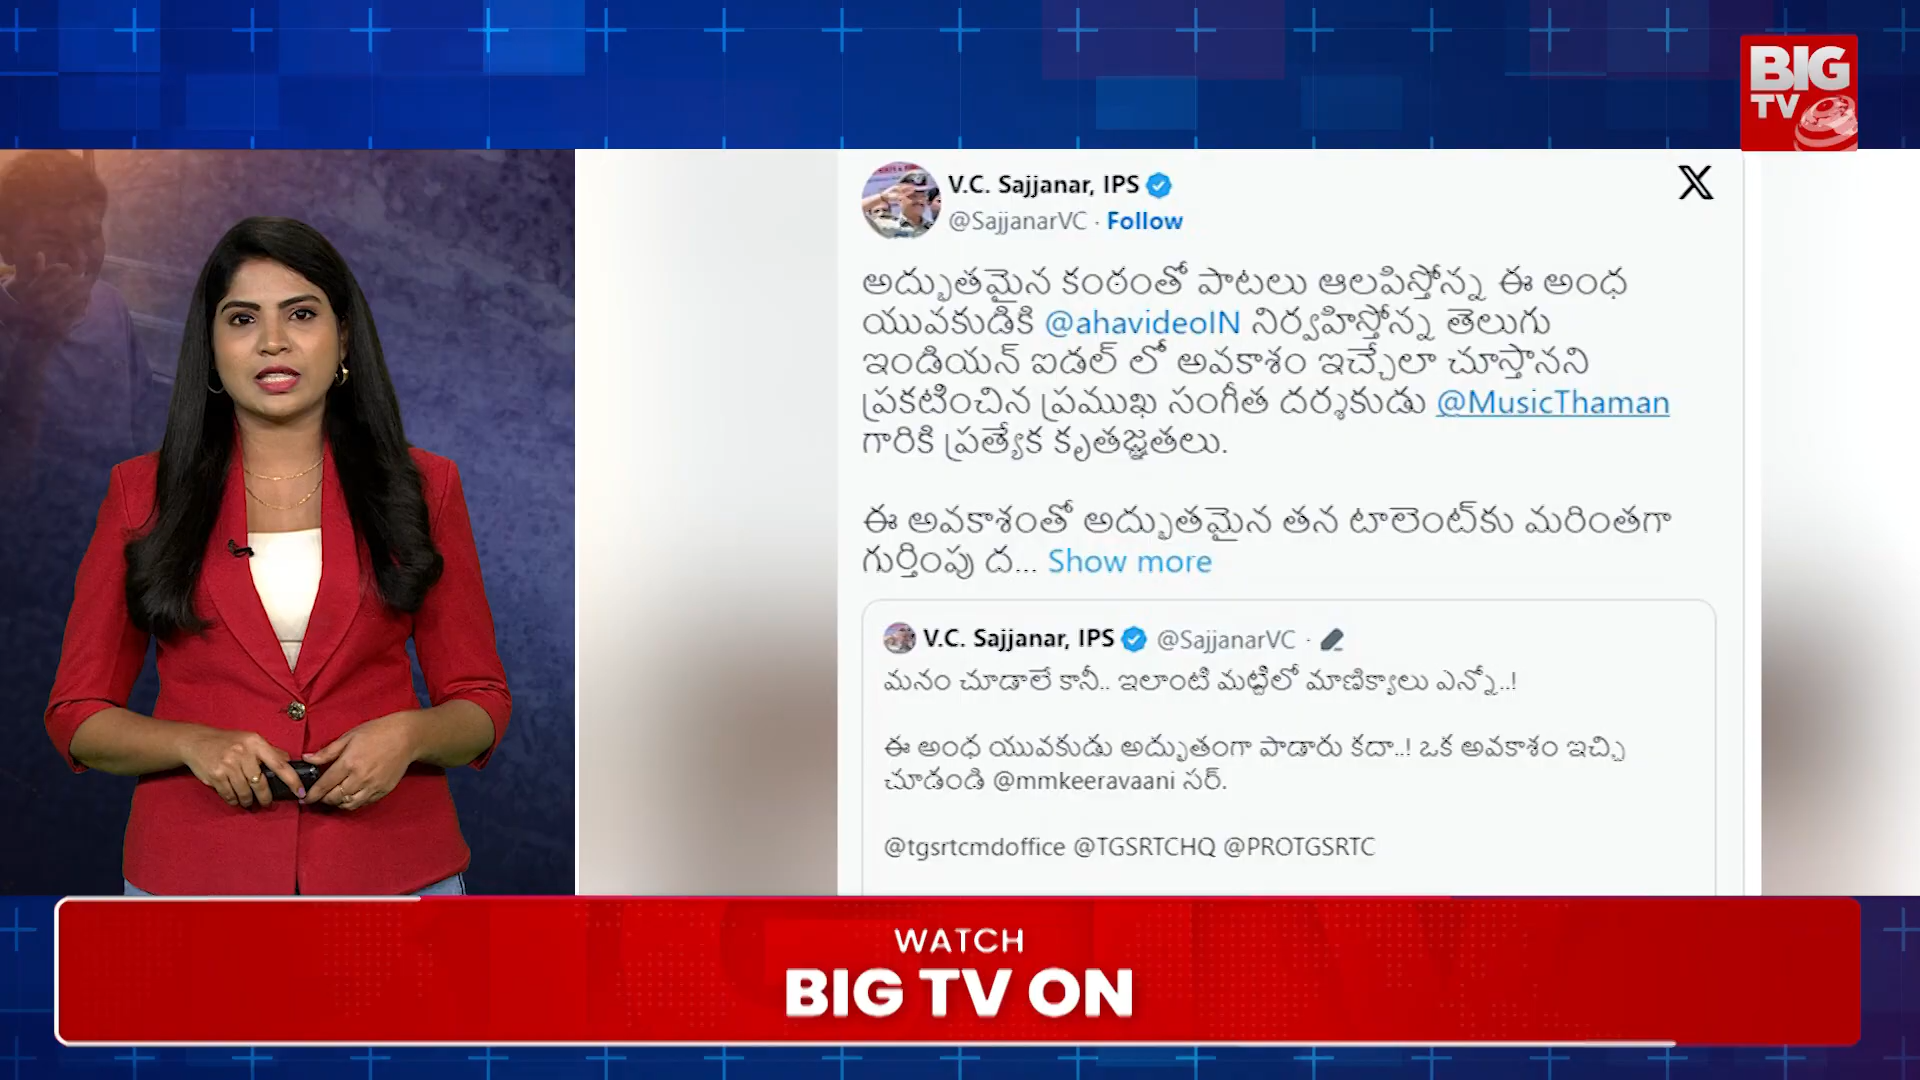 BIG
TV
V.C. Sajjanar, IPS
@SajjanarVC · Follow
అద్భుతమైన కంఠంతో పాటలు ఆలపిస్తోన్న ఈ అంధ
యువకుడికి @ahavideoIN నిర్వహిస్తోన్న తెలుగు
ఇండియన్ ఐడల్ లో అవకాశం ఇచ్చేలా చూస్తానని
ప్రకటించిన ప్రముఖ సంగీత దర్శకుడు @MusicThaman
గారికి ప్రత్యేక కృతజ్ఞతలు.
ఈ అవకాశంతో అద్భుతమైన తన టాలెంట్‌కు మరింతగా
గుర్తింపు ద... Show more
V.C. Sajjanar, IPS @SajjanarVC ·
మనం చూడాలే కానీ.. ఇలాంటి మట్టిలో మాణిక్యాలు ఎన్నో..!
ఈ అంధ యువకుడు అద్భుతంగా పాడారు కదా..! ఒక అవకాశం ఇచ్చి
చూడండి @mmkeeravaani సర్.
@tgsrtcmdoffice @TGSRTCHQ @PROTGSRTC
WATCH
BIG TV ON